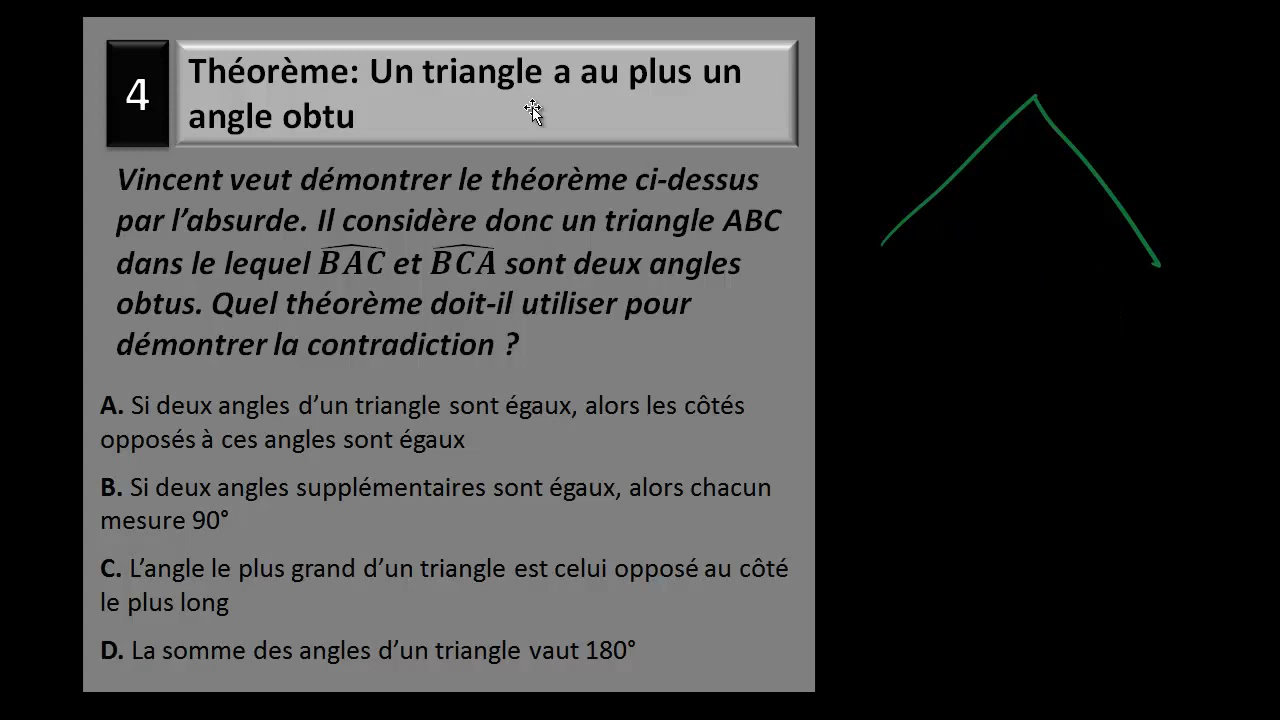 4
Théorème: Un triangle a au plus un
angle obtu
Vincent veut démontrer le théorème ci-dessus
par l’absurde. Il considère donc un triangle ABC
dans le lequel \widehat{BAC} et \widehat{BCA} sont deux angles
obtus. Quel théorème doit-il utiliser pour
démontrer la contradiction ?
A. Si deux angles d’un triangle sont égaux, alors les côtés
opposés à ces angles sont égaux
B. Si deux angles supplémentaires sont égaux, alors chacun
mesure 90°
C. L’angle le plus grand d’un triangle est celui opposé au côté
le plus long
D. La somme des angles d’un triangle vaut 180°